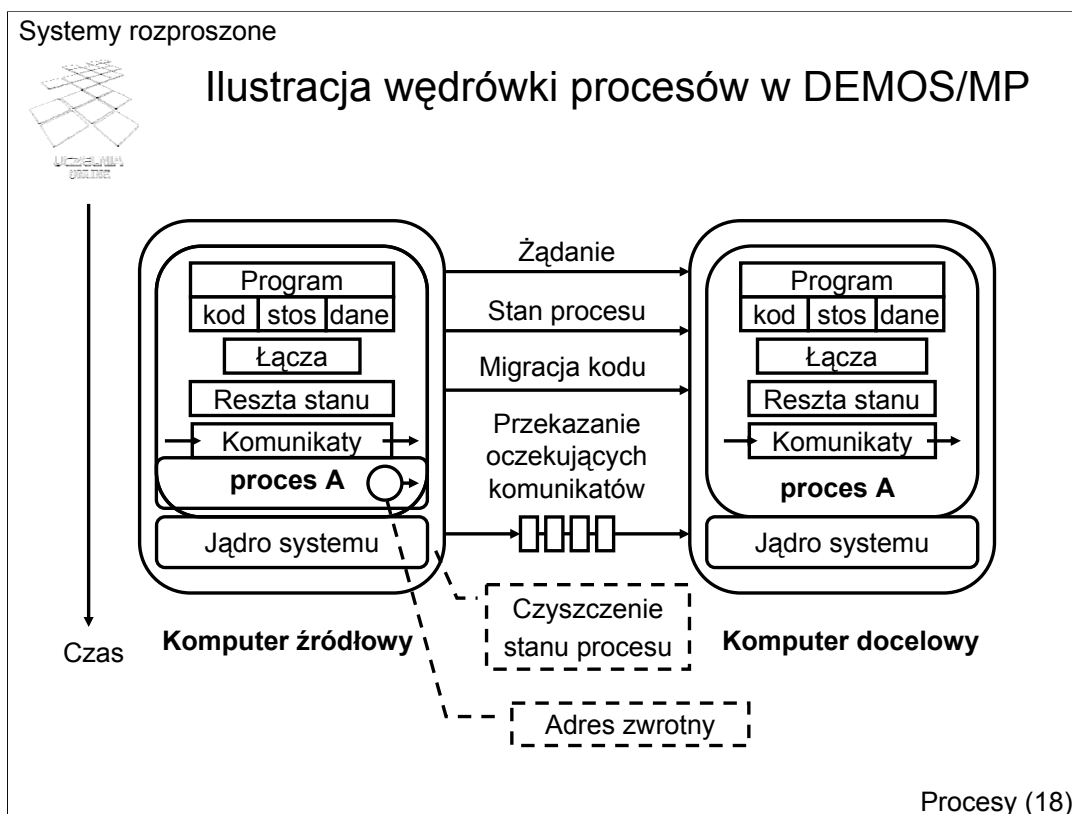 Systemy rozproszone
Ilustracja wędrówki procesów w DEMOS/MP
UCZELNIA
ONLINE
Program
kod stos dane
Łącza
Reszta stanu
Komunikaty
proces A
Jądro systemu
Komputer źródłowy
Czas
Żądanie
Stan procesu
Migracja kodu
Przekazanie
oczekujących
komunikatów
Czyszczenie
stanu procesu
Adres zwrotny
Program
kod stos dane
Łącza
Reszta stanu
Komunikaty
proces A
Jądro systemu
Komputer docelowy
Procesy (18)